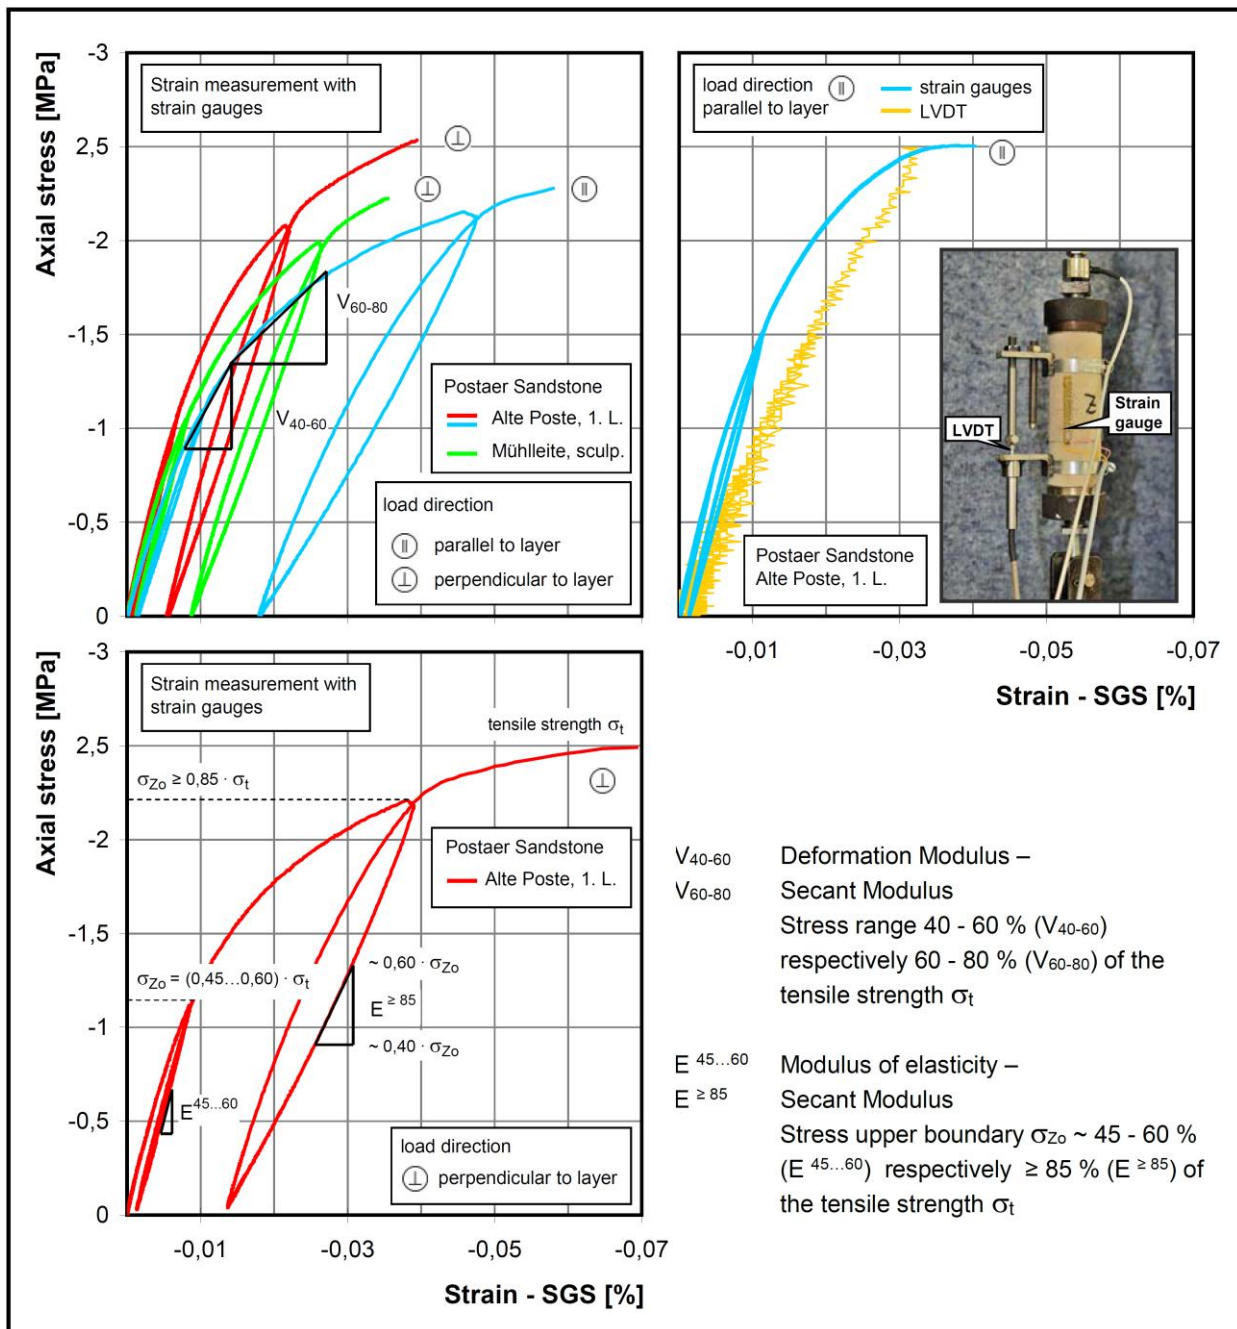 Axial stress [MPa]
-3
2,5
-2
-1.5
-1
-0,5
0
Strain measurement with
strain gauges
⊥
⊥
∥
V60-80
V40-60
Postaer Sandstone
Alte Poste, 1. L.
Mühlleite, sculp.
load direction
∥ parallel to layer
⊥ perpendicular to layer
load direction
parallel to layer ∥
strain gauges
LVDT
∥
LVDT
Strain
gauge
Z
Postaer Sandstone
Alte Poste, 1. L.
-0,01 -0,03 -0,05 -0,07
Strain - SGS [%]
Axial stress [MPa]
-3
2,5
-2
-1,5
-1
-0,5
0
Strain measurement with
strain gauges
tensile strength σt
⊥
σZo ≥ 0,85 · σt
Postaer Sandstone
Alte Poste, 1. L.
σZo = (0,45...0,60) · σt
~ 0,60 · σZo
E ≥ 85
~ 0,40 · σZo
E 45...60
load direction
⊥ perpendicular to layer
-0,01 -0,03 -0,05 -0,07
Strain - SGS [%]
V40-60 Deformation Modulus –
V60-80 Secant Modulus
Stress range 40 - 60 % (V40-60)
respectively 60 - 80 % (V60-80) of the
tensile strength σt
E 45...60 Modulus of elasticity –
E ≥ 85 Secant Modulus
Stress upper boundary σZo ~ 45 - 60 %
(E 45...60) respectively ≥ 85 % (E ≥ 85) of
the tensile strength σt